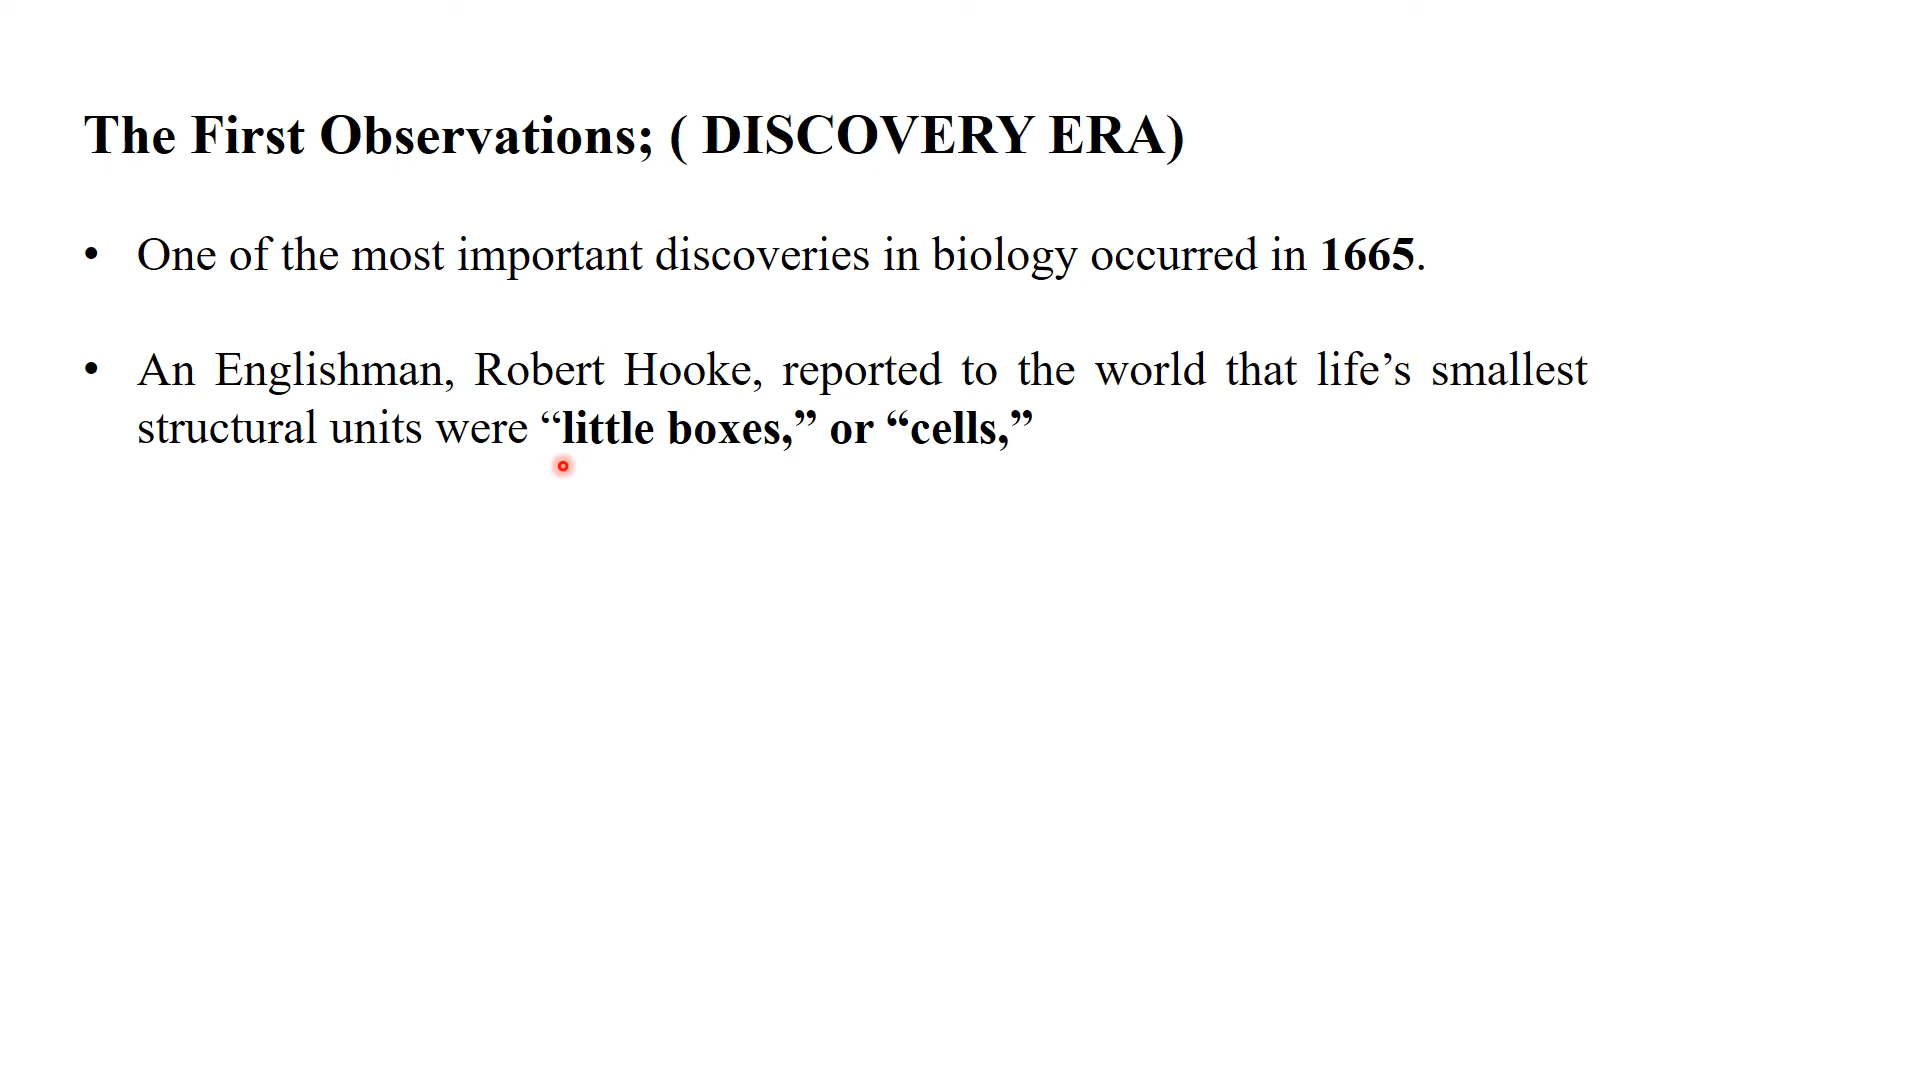 The First Observations; ( DISCOVERY ERA)
• One of the most important discoveries in biology occurred in 1665.
• An Englishman, Robert Hooke, reported to the world that life’s smallest
structural units were “little boxes,” or “cells,”